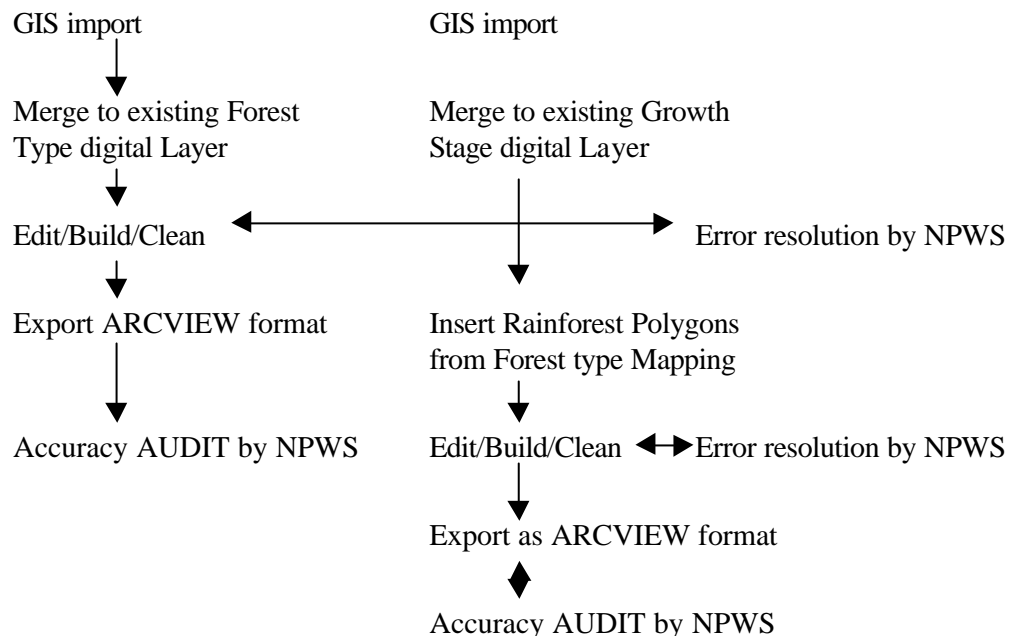 GIS import
GIS import
Merge to existing Forest
Type digital Layer
Merge to existing Growth
Stage digital Layer
Edit/Build/Clean
Error resolution by NPWS
Export ARCVIEW format
Insert Rainforest Polygons
from Forest type Mapping
Accuracy AUDIT by NPWS
Edit/Build/Clean
Error resolution by NPWS
Export as ARCVIEW format
Accuracy AUDIT by NPWS